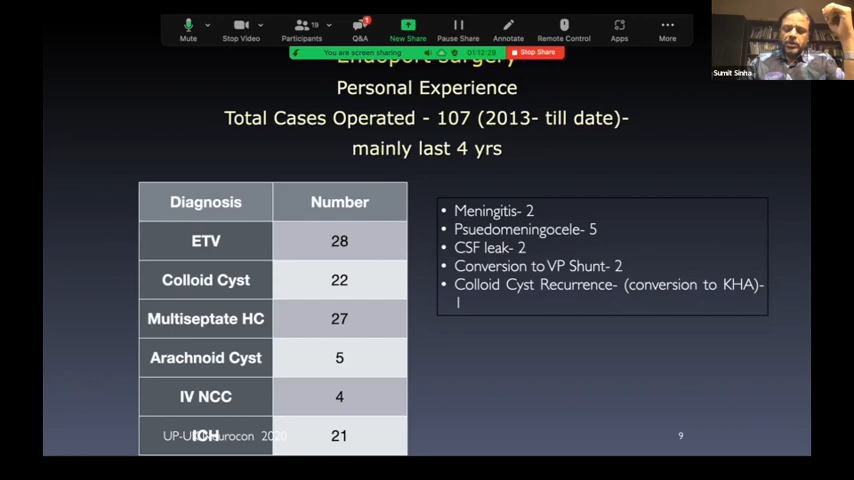 Mute
Stop Video
Participants
19
Q&A
1
New Share
Pause Share
Annotate
Remote Control
Apps
More
You are screen sharing
01:12:29
Stop Share
Sumit Sinha
Endoport Surgery
Personal Experience
Total Cases Operated - 107 (2013- till date)-
mainly last 4 yrs
Diagnosis Number
ETV 28
Colloid Cyst 22
Multiseptate HC 27
Arachnoid Cyst 5
IV NCC 4
ICH 21
• Meningitis- 2
• Psuedomeningocele- 5
• CSF leak- 2
• Conversion to VP Shunt- 2
• Colloid Cyst Recurrence- (conversion to KHA)-
1
2020
9